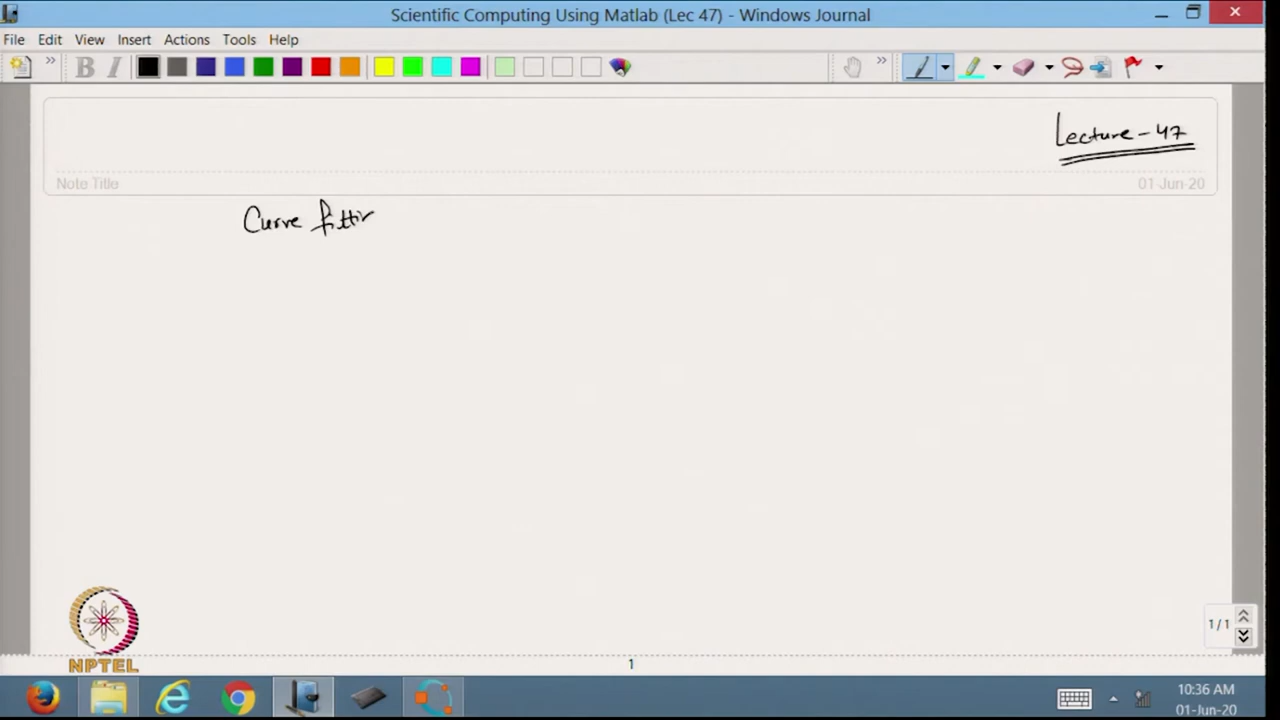 Scientific Computing Using Matlab (Lec 47) - Windows Journal
File Edit View Insert Actions Tools Help
B I
Lecture-47
Note Title 01-Jun-20
Curve fittin
1/1
NPTEL
1
10:36 AM
01-Jun-20